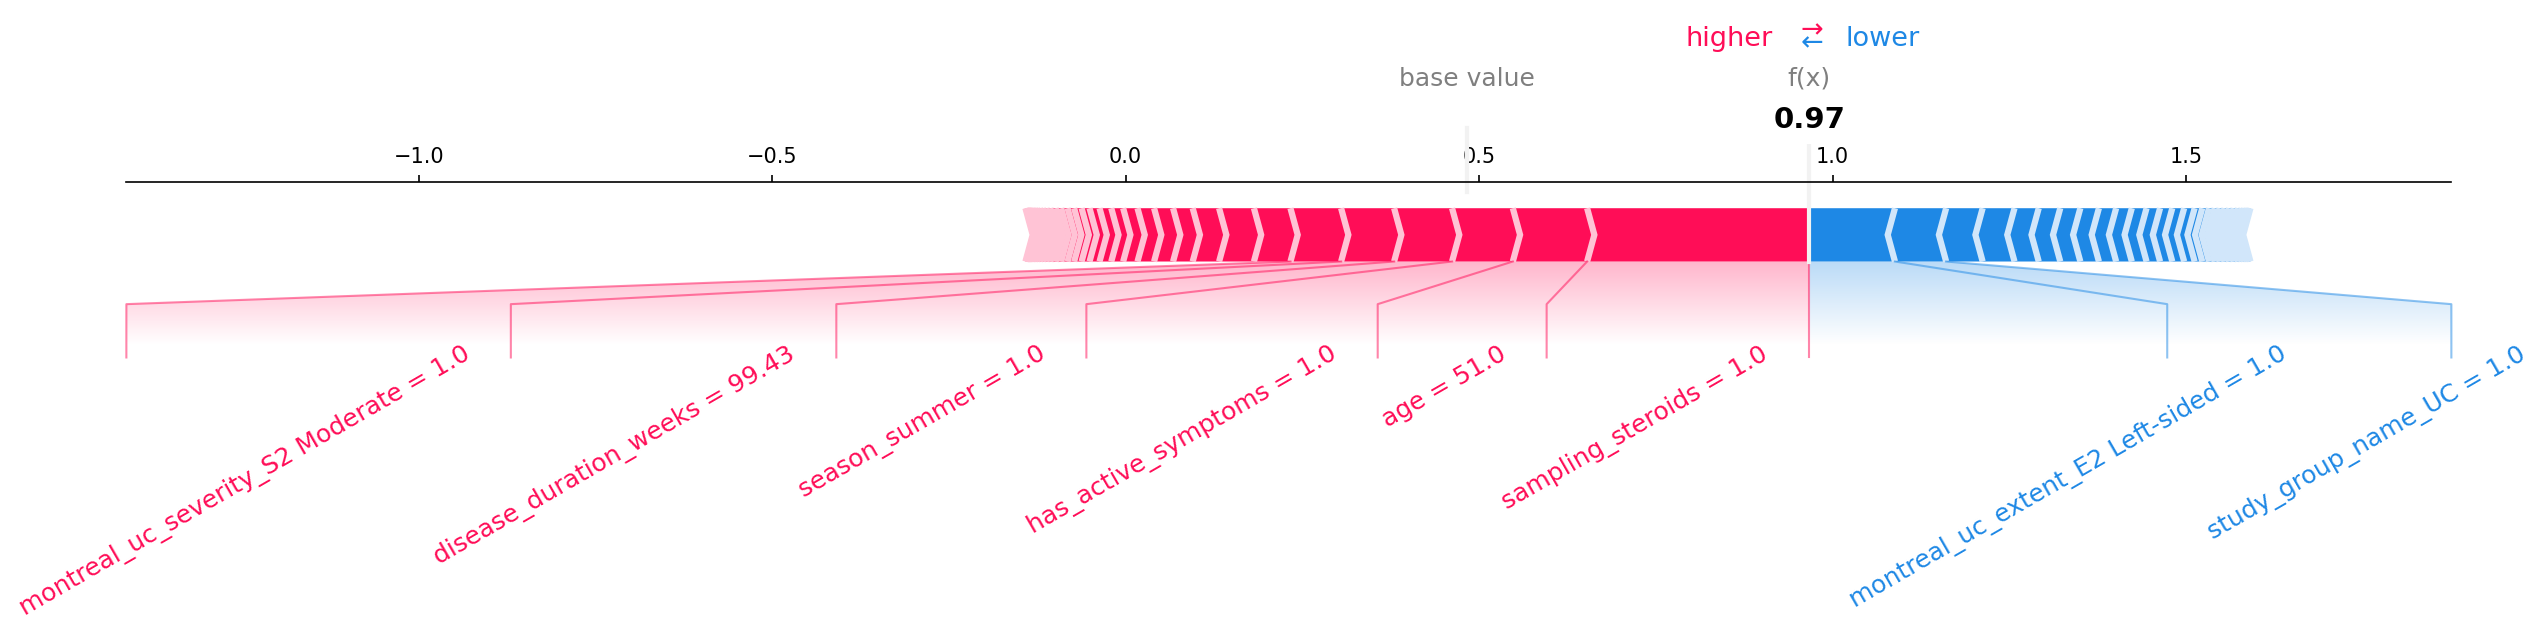 higher ⇄ lower
base value f(x)
0.97
−1.0 −0.5 0.0 0.5 1.0 1.5
montreal_uc_severity_S2 Moderate = 1.0
disease_duration_weeks = 99.43
season_summer = 1.0
has_active_symptoms = 1.0
age = 51.0
sampling_steroids = 1.0
montreal_uc_extent_E2 Left-sided = 1.0
study_group_name_UC = 1.0